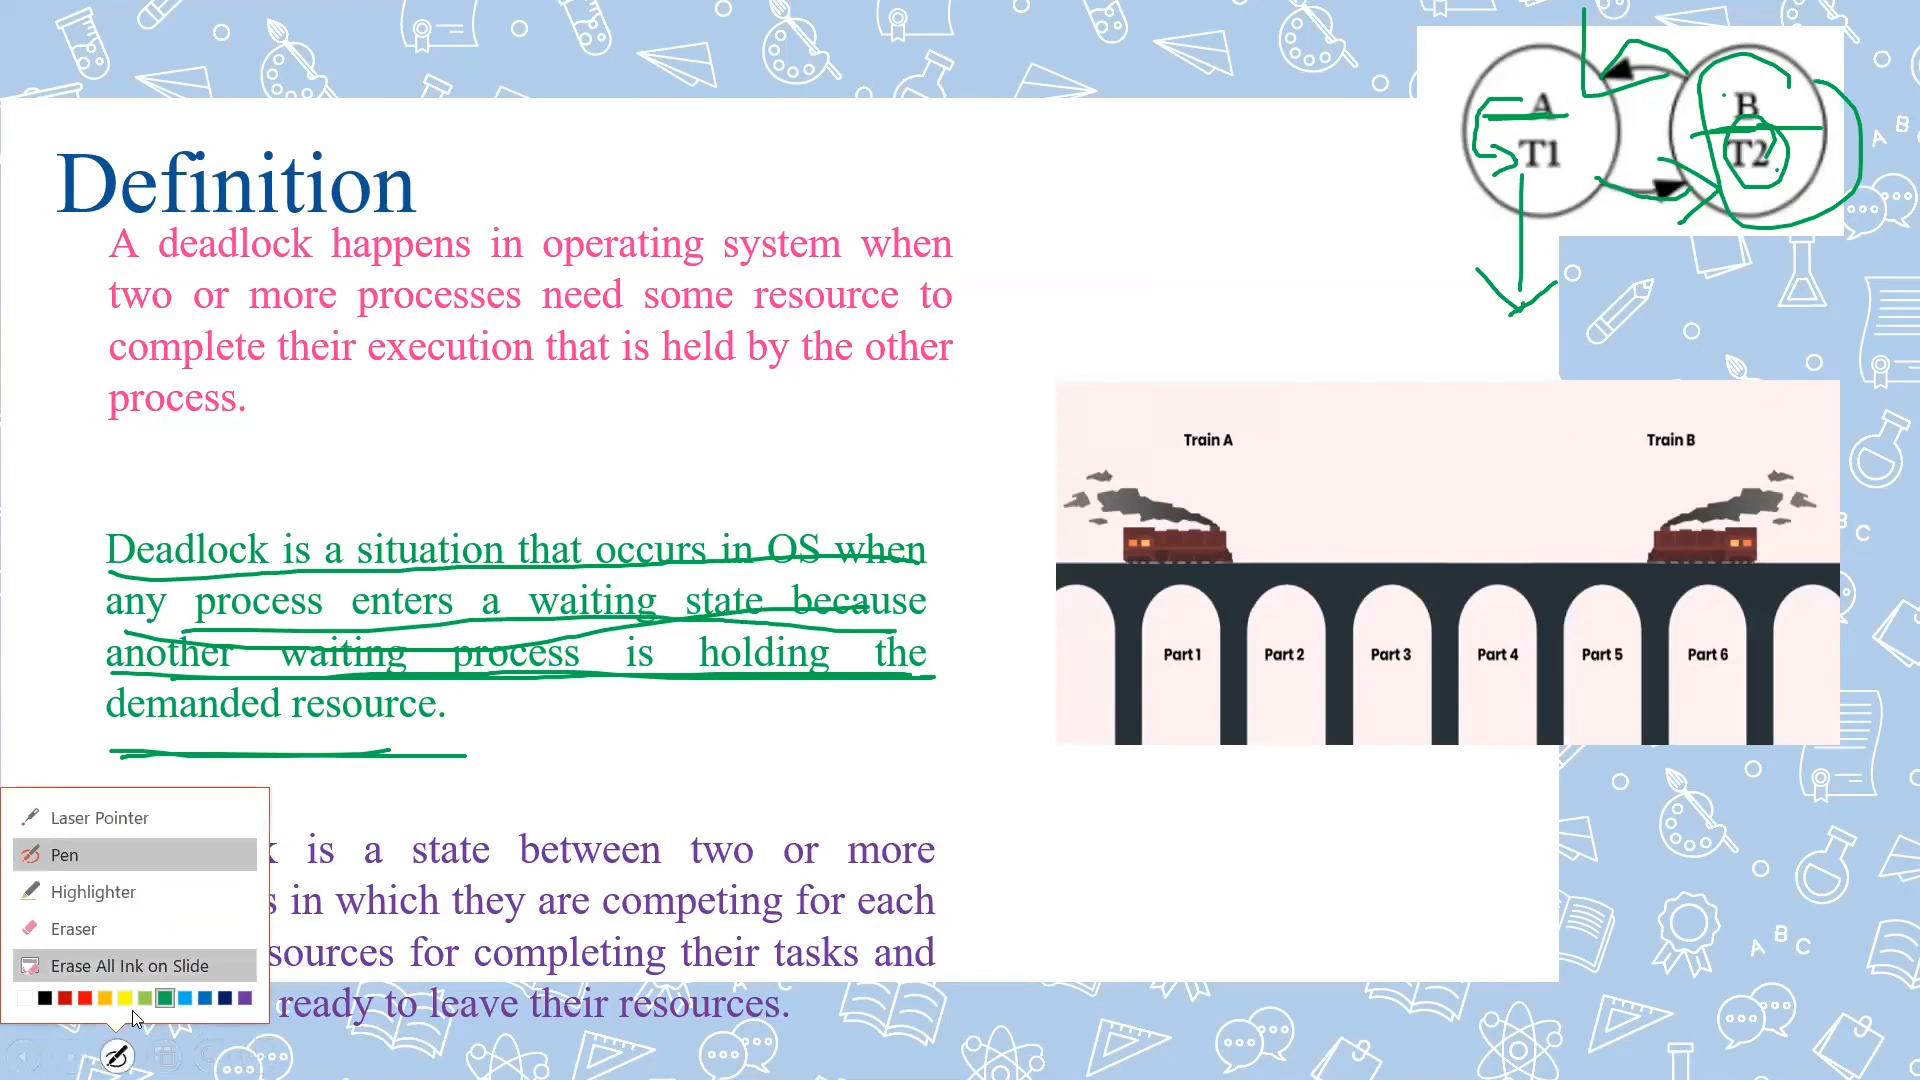 Definition
A deadlock happens in operating system when
two or more processes need some resource to
complete their execution that is held by the other
process.
Deadlock is a situation that occurs in OS when
any process enters a waiting state because
another waiting process is holding the
demanded resource.
k is a state between two or more
s in which they are competing for each
sources for completing their tasks and
ready to leave their resources.
A
T1
B
T2
Train A
Train B
Part 1
Part 2
Part 3
Part 4
Part 5
Part 6
Laser Pointer
Pen
Highlighter
Eraser
Erase All Ink on Slide
A B
B C
A B C